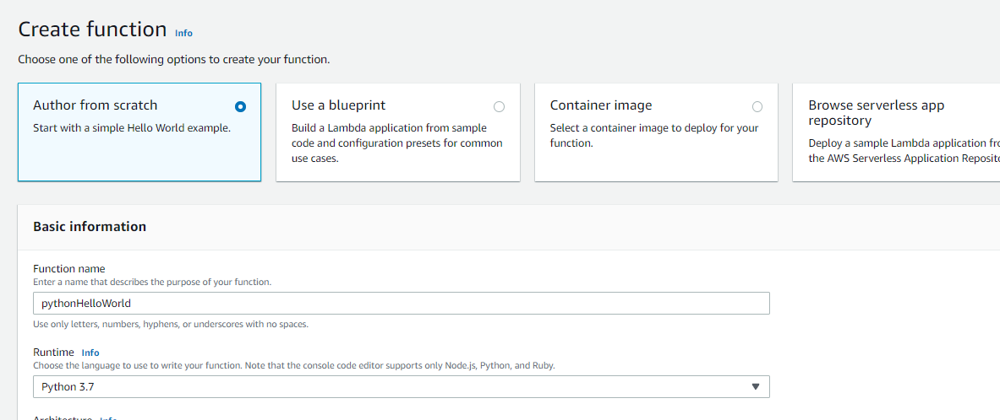 Create function Info
Choose one of the following options to create your function.
Author from scratch
Start with a simple Hello World example.
Use a blueprint
Build a Lambda application from sample
code and configuration presets for common
use cases.
Container image
Select a container image to deploy for your
function.
Browse serverless app
repository
Deploy a sample Lambda application
the AWS Serverless Application
Basic information
Function name
Enter a name that describes the purpose of your function.
pythonHelloWorld
Use only letters, numbers, hyphens, or underscores with no spaces.
Runtime Info
Choose the language to use to write your function. Note that the console code editor supports only Node.js, Python, and Ruby.
Python 3.7
Architecture Info